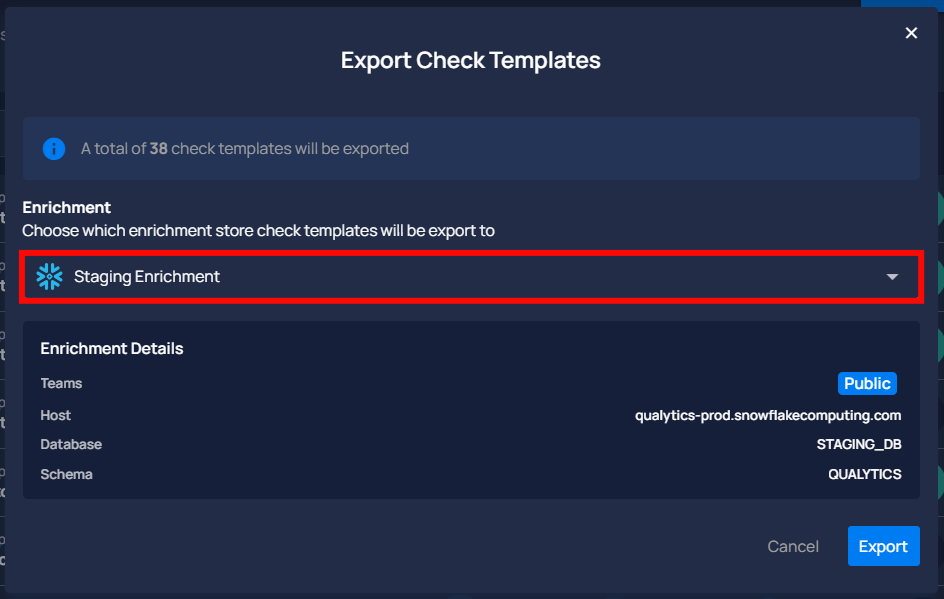 Export Check Templates
A total of 38 check templates will be exported
Enrichment
Choose which enrichment store check templates will be export to
Staging Enrichment
Enrichment Details
Teams Public
Host qualytics-prod.snowflakecomputing.com
Database STAGING_DB
Schema QUALYTICS
Cancel Export